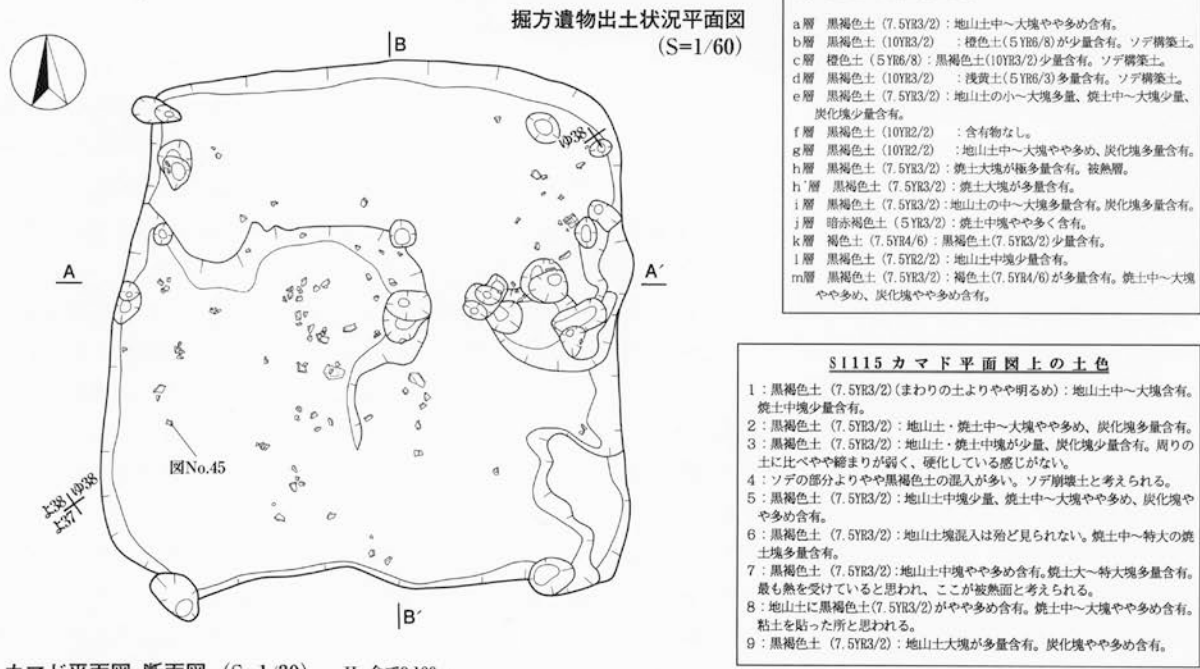 掘方遺物出土状況平面図
(S=1/60)
B
A
A´
B´
ゆ38
図No.45
よ38 ゆ38
よ37
a層 黒褐色土 (7.5YR3/2)：地山土中～大塊やや多め含有。
b層 黒褐色土 (10YR3/2) ：橙色土(5YR6/8)が少量含有。ソデ構築土。
c層 橙色土 (5YR6/8)：黒褐色土(10YR3/2)少量含有。ソデ構築土。
d層 黒褐色土 (10YR3/2) ：浅黄土(5YR6/3)多量含有。ソデ構築土。
e層 黒褐色土 (7.5YR3/2)：地山土の小～大塊多量、焼土中～大塊少量、
炭化塊少量含有。
f層 黒褐色土 (10YR2/2) ：含有物なし。
g層 黒褐色土 (10YR2/2) ：地山土中～大塊やや多め、炭化塊多量含有。
h層 黒褐色土 (7.5YR3/2)：焼土大塊が極多量含有。被熱層。
h´層 黒褐色土 (7.5YR3/2)：焼土大塊が多量含有。
i層 黒褐色土 (7.5YR3/2)：地山土の中～大塊多量含有。炭化塊多量含有。
j層 暗赤褐色土 (5YR3/2)：焼土中塊やや多く含有。
k層 褐色土 (7.5YR4/6)：黒褐色土(7.5YR3/2)少量含有。
l層 黒褐色土 (7.5YR2/2)：地山土中塊少量含有。
m層 黒褐色土 (7.5YR3/2)：褐色土(7.5YR4/6)が多量含有。焼土中～大塊
やや多め、炭化塊やや多め含有。
SI115カマド平面図上の土色
1：黒褐色土 (7.5YR3/2)(まわりの土よりやや明るめ)：地山土中～大塊含有。
焼土中塊少量含有。
2：黒褐色土 (7.5YR3/2)：地山土・焼土中～大塊やや多め、炭化塊多量含有。
3：黒褐色土 (7.5YR3/2)：地山土・焼土中塊が少量、炭化塊少量含有。周りの
土に比べやや締まりが弱く、硬化している感じがない。
4：ソデの部分よりやや黒褐色土の混入が多い。ソデ崩壊土と考えられる。
5：黒褐色土 (7.5YR3/2)：地山土中塊少量、焼土中～大塊やや多め、炭化塊や
や多め含有。
6：黒褐色土 (7.5YR3/2)：地山土塊混入は殆ど見られない。焼土中～特大の焼
土塊多量含有。
7：黒褐色土 (7.5YR3/2)：地山土中塊やや多め含有。焼土大～特大塊多量含有。
最も熱を受けていると思われ、ここが被熱面と考えられる。
8：地山土に黒褐色土(7.5YR3/2)がやや多め含有。焼土中～大塊やや多め含有。
粘土を貼った所と思われる。
9：黒褐色土 (7.5YR3/2)：地山土大塊が多量含有。炭化塊やや多め含有。